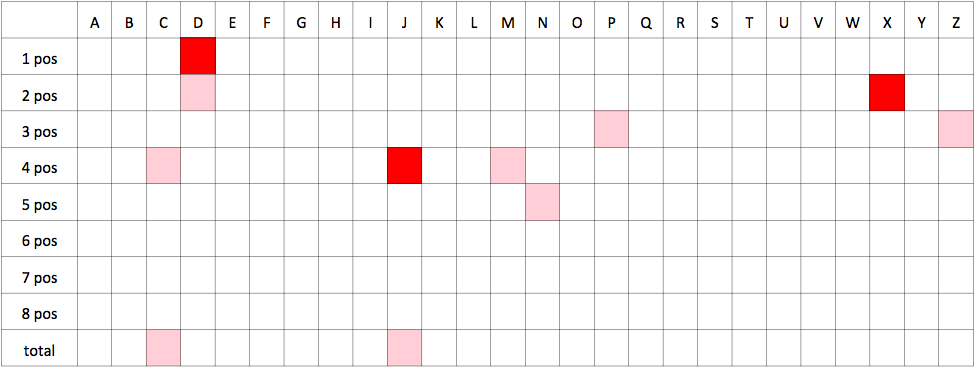 A B C D E F G H I J K L M N O P Q R S T U V W X Y Z
1 pos
2 pos
3 pos
4 pos
5 pos
6 pos
7 pos
8 pos
total